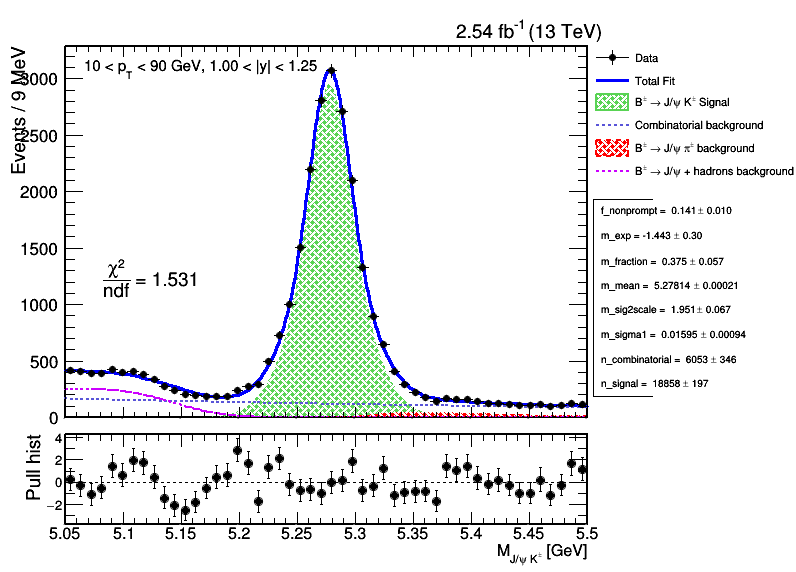 2.54 fb⁻¹ (13 TeV)
Events / 9 MeV
10 < p_T < 90 GeV, 1.00 < |y| < 1.25
3000
2500
2000
1500
1000
500
0
χ²/ndf = 1.531
Data
Total Fit
B± → J/ψ K± Signal
Combinatorial background
B± → J/ψ π± background
B± → J/ψ + hadrons background
f_nonprompt = 0.141 ± 0.010
m_exp = -1.443 ± 0.30
m_fraction = 0.375 ± 0.057
m_mean = 5.27814 ± 0.00021
m_sig2scale = 1.951 ± 0.067
m_sigma1 = 0.01595 ± 0.00094
n_combinatorial = 6053 ± 346
n_signal = 18858 ± 197
Pull hist
4
2
0
−2
5.05 5.1 5.15 5.2 5.25 5.3 5.35 5.4 5.45 5.5
M_J/ψ K± [GeV]